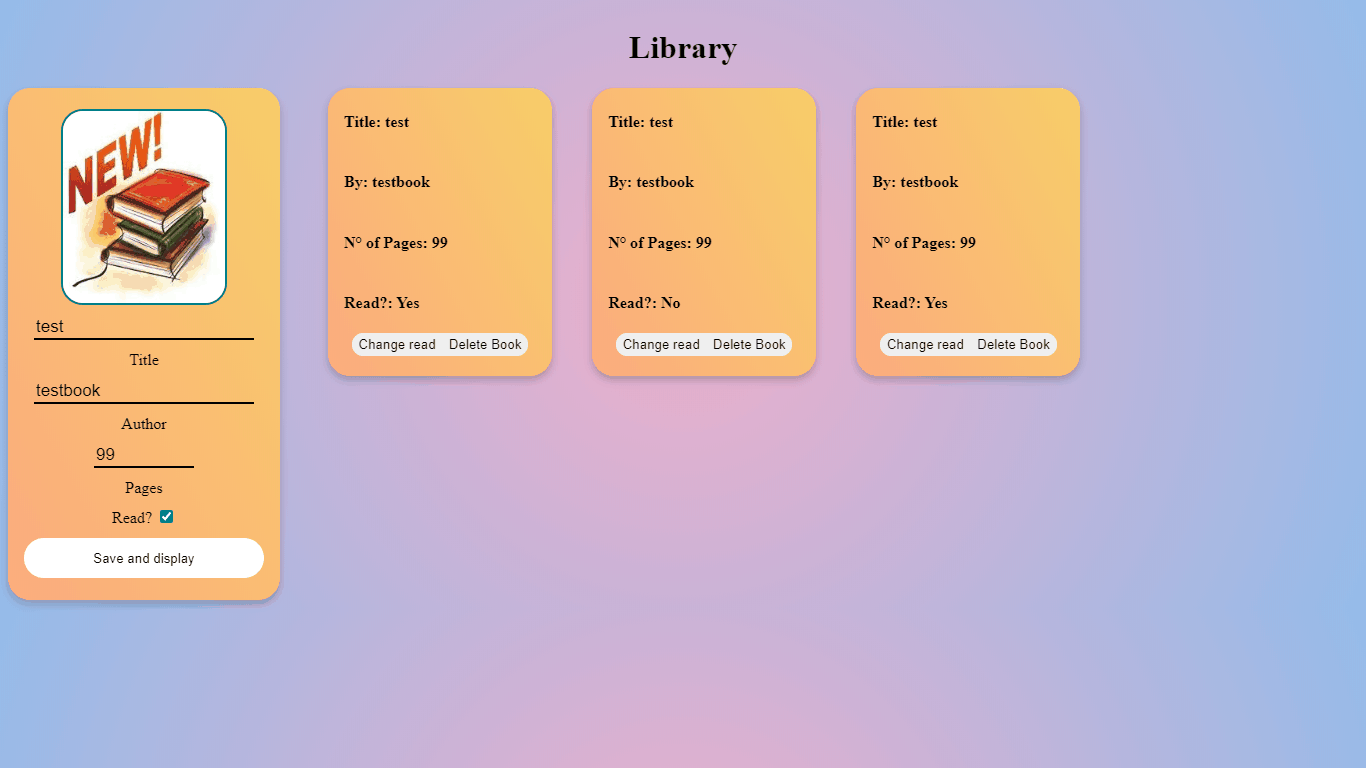 Library
NEW!
test
Title
testbook
Author
99
Pages
Read?
Save and display
Title: test
By: testbook
N° of Pages: 99
Read?: Yes
Change read Delete Book
Title: test
By: testbook
N° of Pages: 99
Read?: No
Change read Delete Book
Title: test
By: testbook
N° of Pages: 99
Read?: Yes
Change read Delete Book